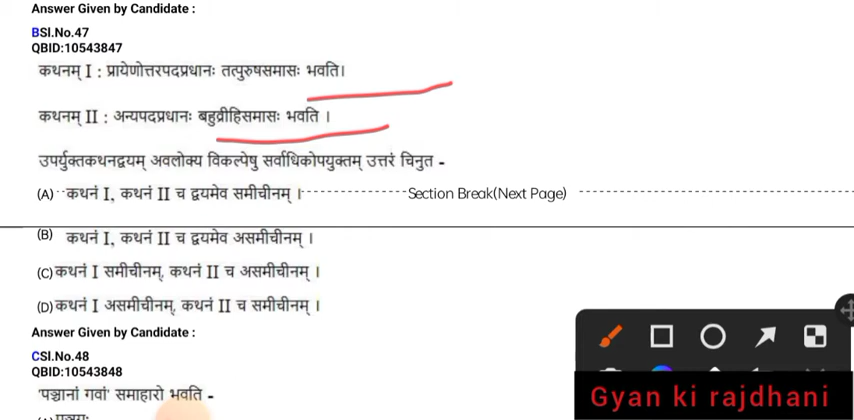 Answer Given by Candidate :
BSI.No.47
QBID:10543847
कथनम् I : प्रायेणोत्तरपदप्रधानः तत्पुरुषसमासः भवति।
कथनम् II : अन्यपदप्रधानः बहुव्रीहिसमासः भवति ।
उपर्युक्तकथनद्वयम् अवलोक्य विकल्पेषु सर्वाधिकोपयुक्तम् उत्तरं चिनुत -
(A) कथनं I, कथनं II च द्वयमेव समीचीनम् । Section Break(Next Page)
(B) कथनं I, कथनं II च द्वयमेव असमीचीनम् ।
(C) कथनं I समीचीनम्, कथनं II च असमीचीनम् ।
(D) कथनं I असमीचीनम्, कथनं II च समीचीनम् ।
Answer Given by Candidate :
CSI.No.48
QBID:10543848
'पञ्चानां गवां' समाहारो भवति -
Gyan ki rajdhani